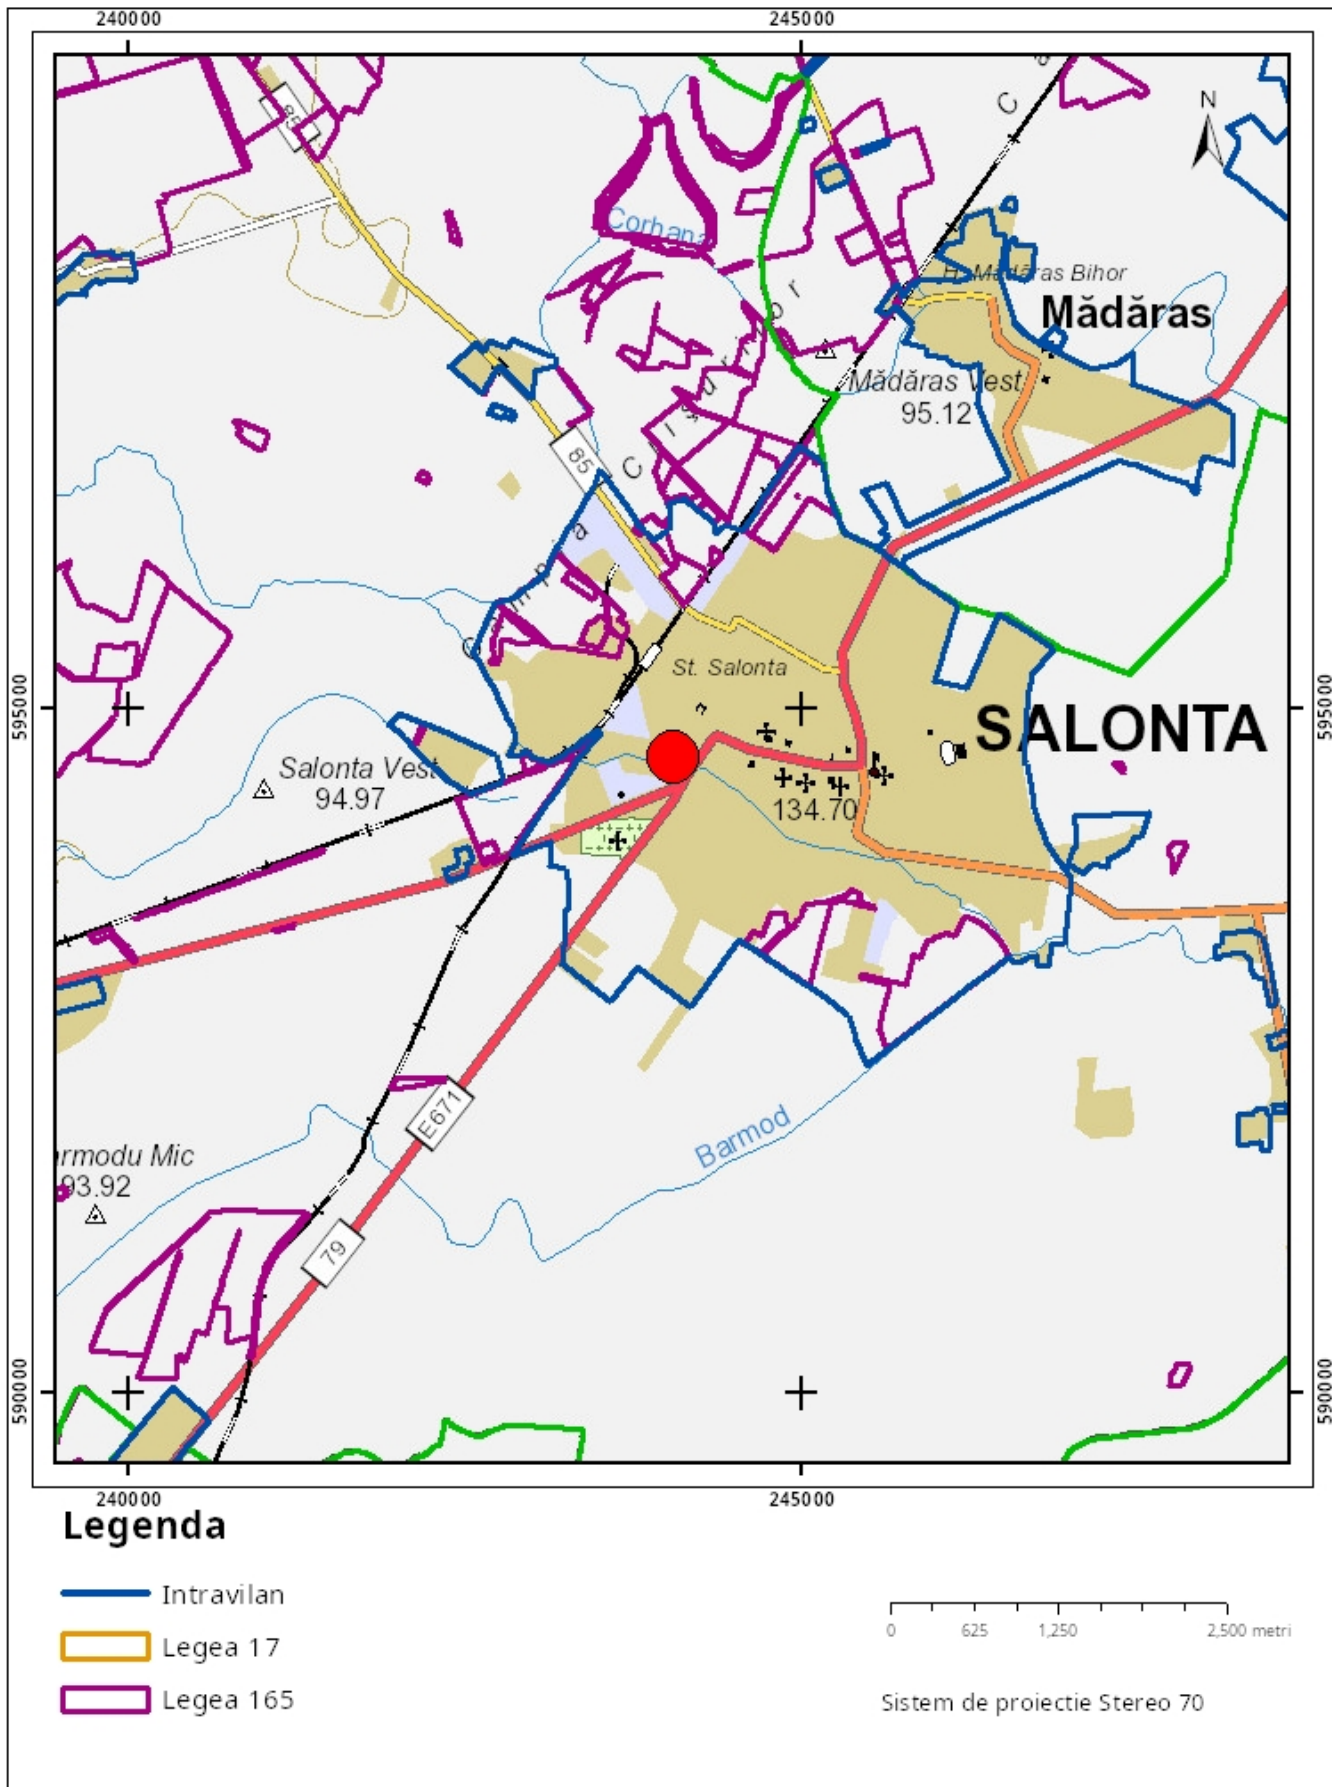 240000
245000
85
C
N
Corhana
H. Mădăras Bihor
Mădăras
r
o
z
i
r
u
ș
i
r
C
Mădăras Vest
95.12
85
a
i
p
m
C
St. Salonta
595000
595000
SALONTA
Salonta Vest
94.97
134.70
E671
Barmod
rmodu Mic
93.92
79
590000
590000
240000
245000
Legenda
Intravilan
Legea 17
Legea 165
0 625 1,250 2,500 metri
Sistem de proiectie Stereo 70